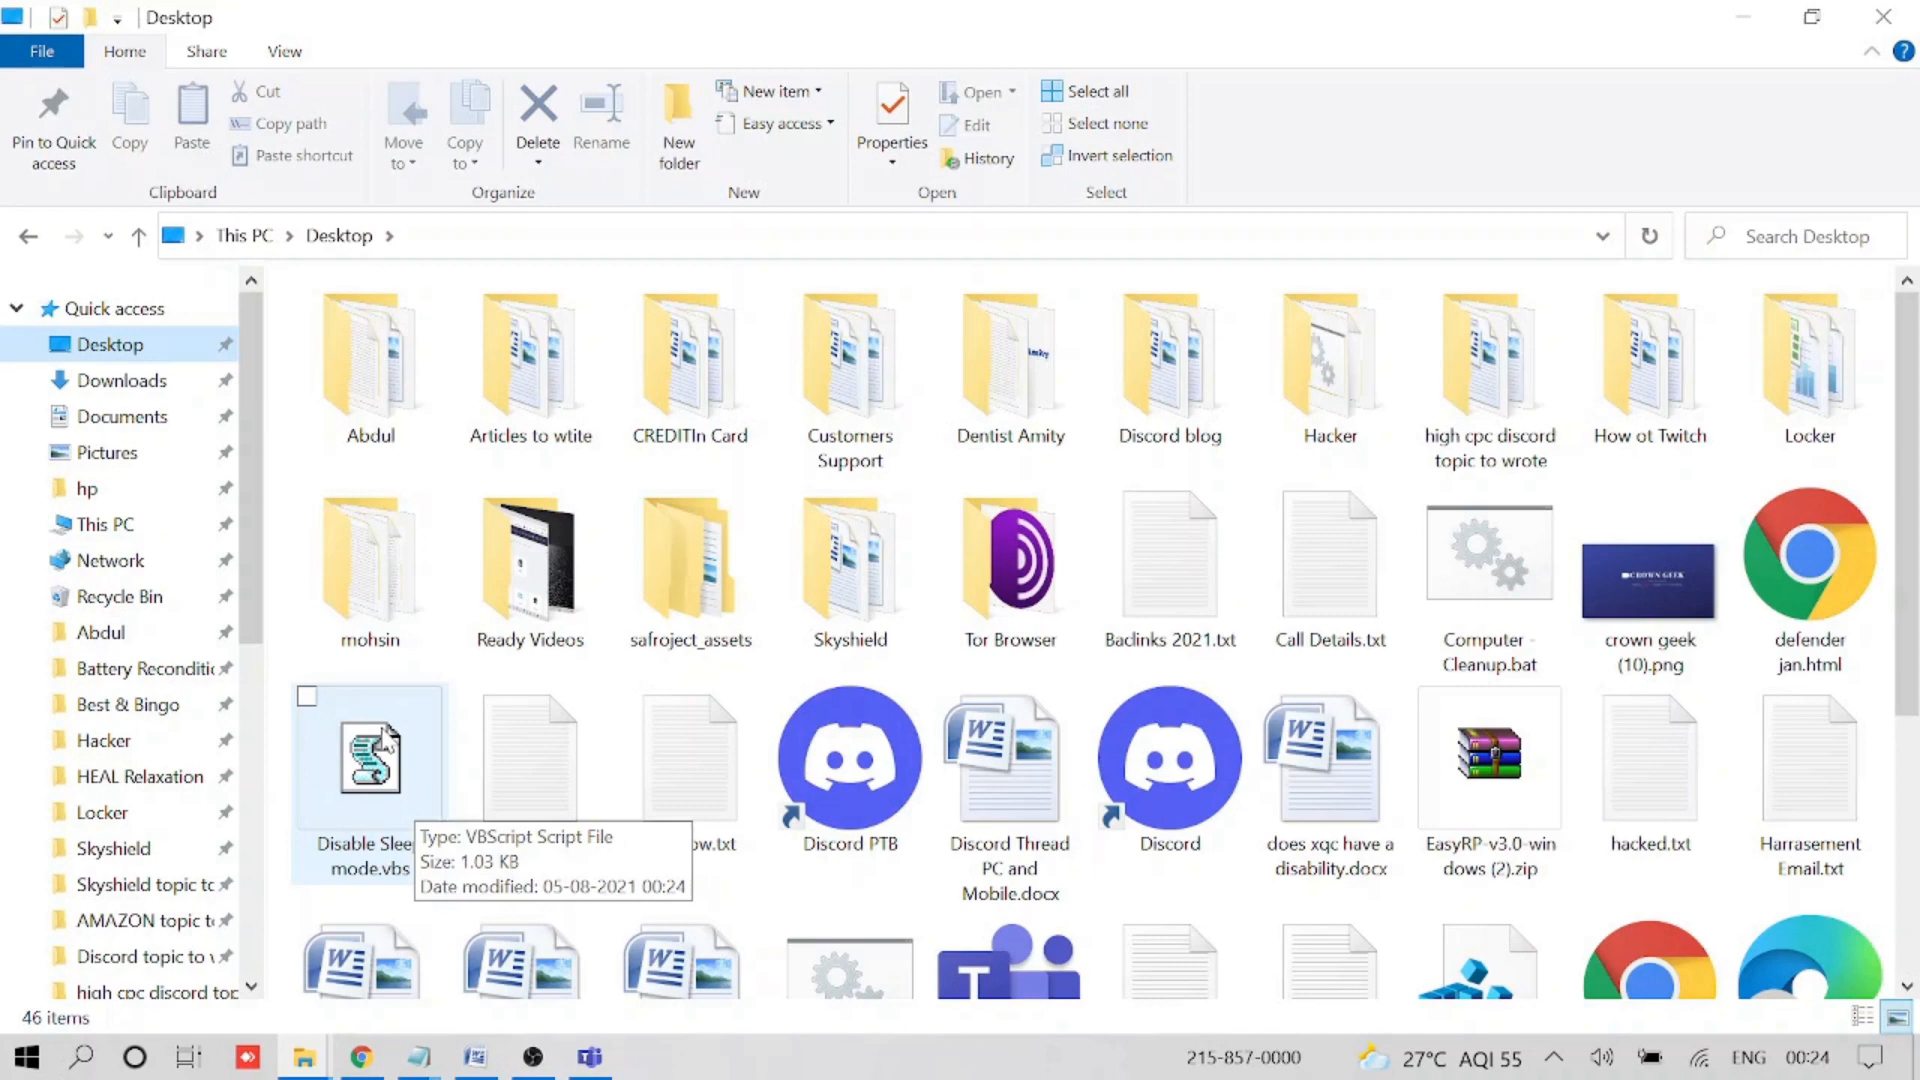 Desktop
File Home Share View
Pin to Quick access
Copy
Paste
Cut
Copy path
Paste shortcut
Clipboard
Move to
Copy to
Delete
Rename
Organize
New folder
New item
Easy access
New
Properties
Open
Edit
History
Open
Select all
Select none
Invert selection
Select
This PC Desktop
Search Desktop
Quick access
Desktop
Downloads
Documents
Pictures
hp
This PC
Network
Recycle Bin
Abdul
Battery Reconditic
Best & Bingo
Hacker
HEAL Relaxation
Locker
Skyshield
Skyshield topic tc
AMAZON topic t
Discord topic to
high cpc discord top
Abdul
Articles to wtite
CREDITIn Card
Customers
Support
Dentist Amity
Discord blog
Hacker
high cpc discord
topic to wrote
How ot Twitch
Locker
mohsin
Ready Videos
safroject_assets
Skyshield
Tor Browser
Baclinks 2021.txt
Call Details.txt
Computer -
Cleanup.bat
CROWN GEEK
crown geek
(10).png
defender
jan.html
Disable Slee
mode.vbs
Type: VBScript Script File
Size: 1.03 KB
Date modified: 05-08-2021 00:24
ow.txt
Discord PTB
Discord Thread
PC and
Mobile.docx
Discord
does xqc have a
disability.docx
EasyRP-v3.0-win
dows (2).zip
hacked.txt
Harrasement
Email.txt
46 items
215-857-0000
27°C AQI 55
ENG
00:24